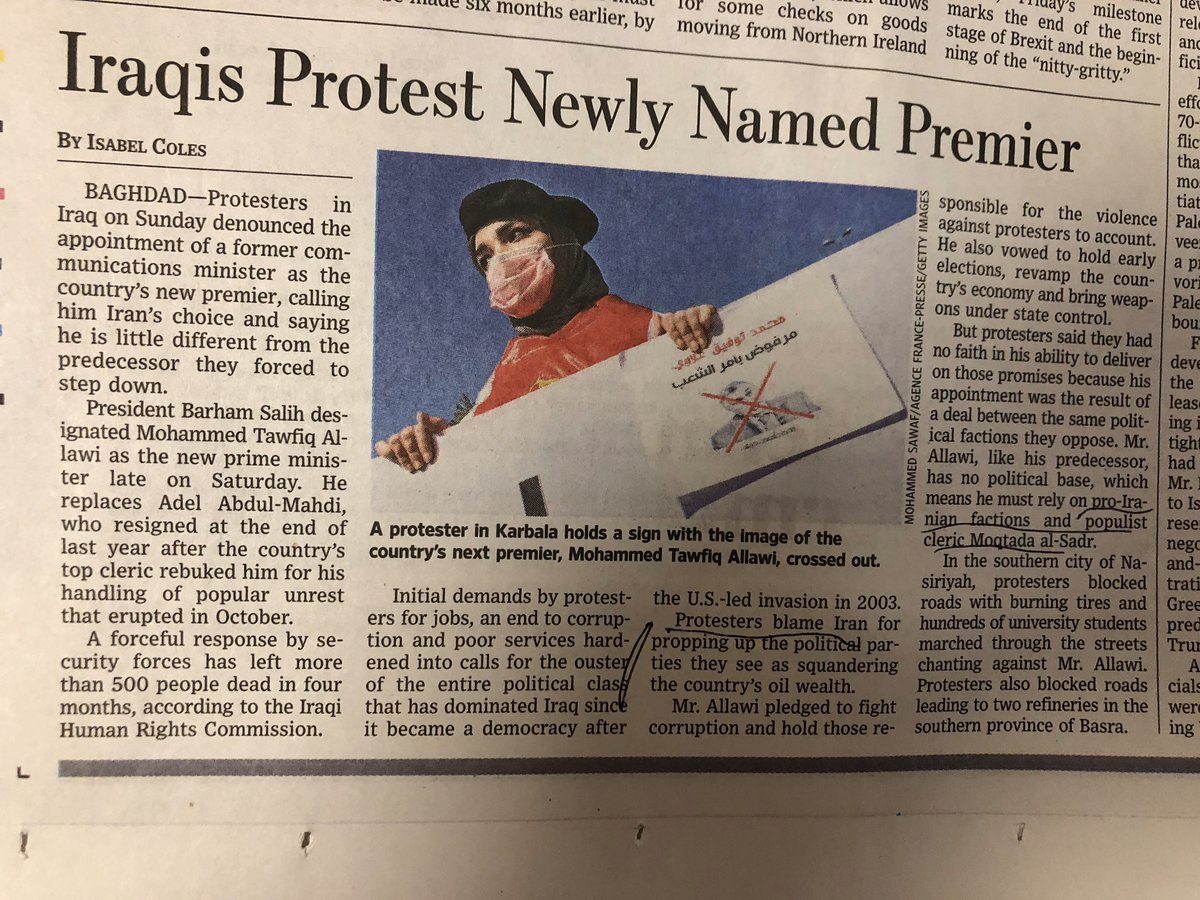 made six months earlier, by
for some checks on goods
moving from Northern Ireland
milestone
marks the end of the first
stage of Brexit and the begin-
ning of the “nitty-gritty.”
Iraqis Protest Newly Named Premier
BY ISABEL COLES
BAGHDAD—Protesters in
Iraq on Sunday denounced the
appointment of a former com-
munications minister as the
country’s new premier, calling
him Iran’s choice and saying
he is little different from the
predecessor they forced to
step down.
President Barham Salih des-
ignated Mohammed Tawfiq Al-
lawi as the new prime minis-
ter late on Saturday. He
replaces Adel Abdul-Mahdi,
who resigned at the end of
last year after the country’s
top cleric rebuked him for his
handling of popular unrest
that erupted in October.
A forceful response by se-
curity forces has left more
than 500 people dead in four
months, according to the Iraqi
Human Rights Commission.
محمد توفيق علاوي
مرفوض بأمر الشعب
MOHAMMED SAWAF/AGENCE FRANCE-PRESSE/GETTY IMAGES
A protester in Karbala holds a sign with the image of the
country’s next premier, Mohammed Tawfiq Allawi, crossed out.
Initial demands by protest-
ers for jobs, an end to corrup-
tion and poor services hard-
ened into calls for the ouster
of the entire political class
that has dominated Iraq since
it became a democracy after
the U.S.-led invasion in 2003.
Protesters blame Iran for
propping up the political par-
ties they see as squandering
the country’s oil wealth.
Mr. Allawi pledged to fight
corruption and hold those re-
sponsible for the violence
against protesters to account.
He also vowed to hold early
elections, revamp the coun-
try’s economy and bring weap-
ons under state control.
But protesters said they had
no faith in his ability to deliver
on those promises because his
appointment was the result of
a deal between the same polit-
ical factions they oppose. Mr.
Allawi, like his predecessor,
has no political base, which
means he must rely on pro-Ira-
nian factions and populist
cleric Moqtada al-Sadr.
In the southern city of Na-
siriyah, protesters blocked
roads with burning tires and
hundreds of university students
marched through the streets
chanting against Mr. Allawi.
Protesters also blocked roads
leading to two refineries in the
southern province of Basra.